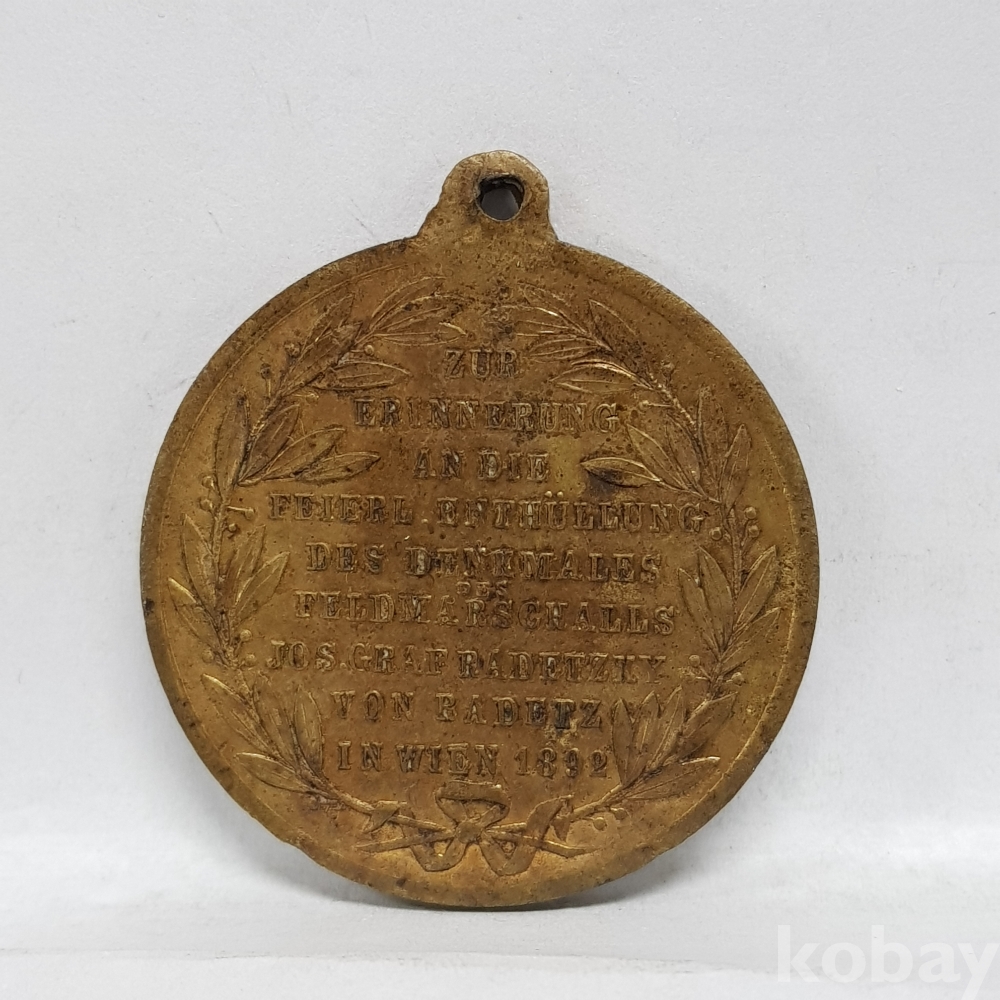 ZUR
ERINNERUNG
AN DIE
FEIERL. ENTHÜLLUNG
DES DENKMALES
DES
FELDMARSCHALLS
JOS. GRAF RADETZKY
VON RADETZ
IN WIEN 1892
kobay